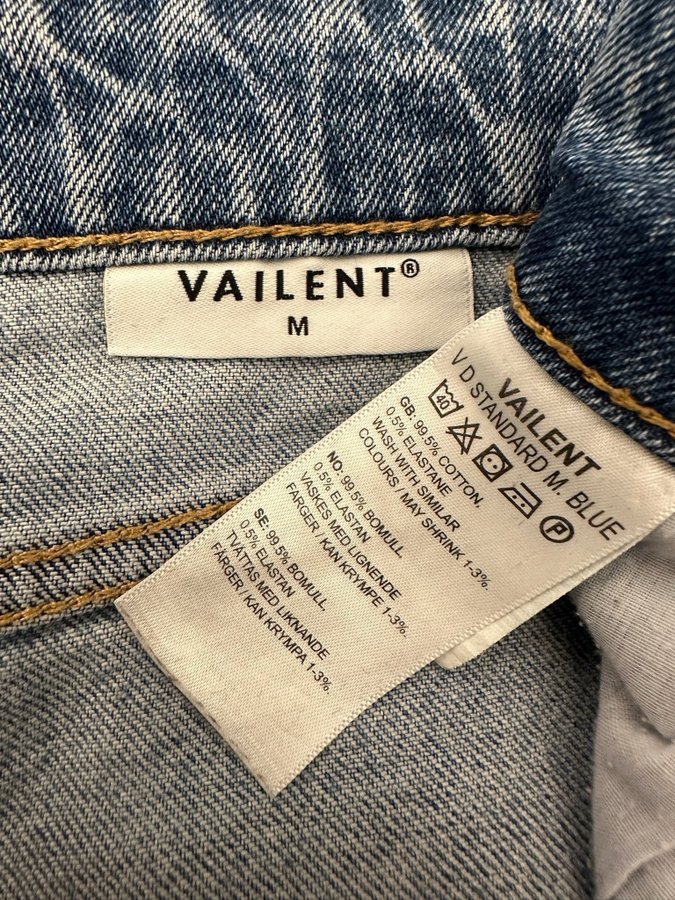 VAILENT®
M
VAILENT
V D STANDARD M. BLUE
40
P
GB: 99.5% COTTON,
0.5% ELASTANE
WASH WITH SIMILAR
COLOURS / MAY SHRINK 1-3%.
NO: 99.5% BOMULL
0.5% ELASTAN
VASKES MED LIGNENDE
FARGER / KAN KRYMPE 1-3%.
SE: 99.5% BOMULL,
0.5% ELASTAN
TVÄTTAS MED LIKNANDE
FÄRGER / KAN KRYMPA 1-3%.